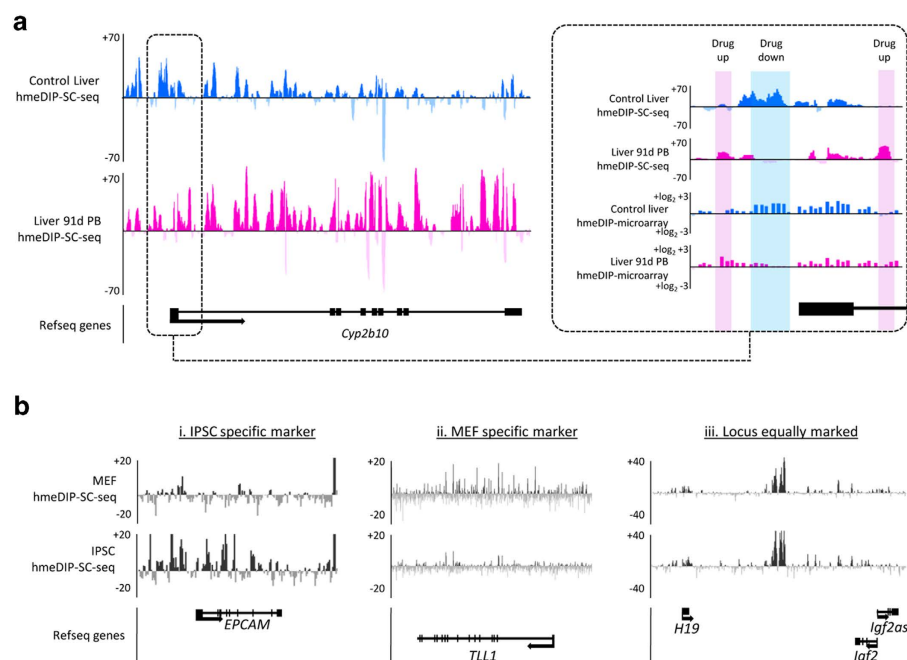 a
+70
Control Liver
hmeDIP-SC-seq
-70
+70
Liver 91d PB
hmeDIP-SC-seq
-70
Refseq genes
Cyp2b10
Drug up
Drug down
Drug up
Control Liver
hmeDIP-SC-seq
+70
-70
Liver 91d PB
hmeDIP-SC-seq
+70
-70
Control liver
hmeDIP-microarray
+log2 +3
+log2 -3
Liver 91d PB
hmeDIP-microarray
+log2 +3
+log2 -3
b
i. IPSC specific marker
ii. MEF specific marker
iii. Locus equally marked
MEF
hmeDIP-SC-seq
+20
-20
+20
-20
+40
-40
IPSC
hmeDIP-SC-seq
+20
-20
+20
-20
+40
-40
Refseq genes
EPCAM
TLL1
H19
Igf2as
Igf2